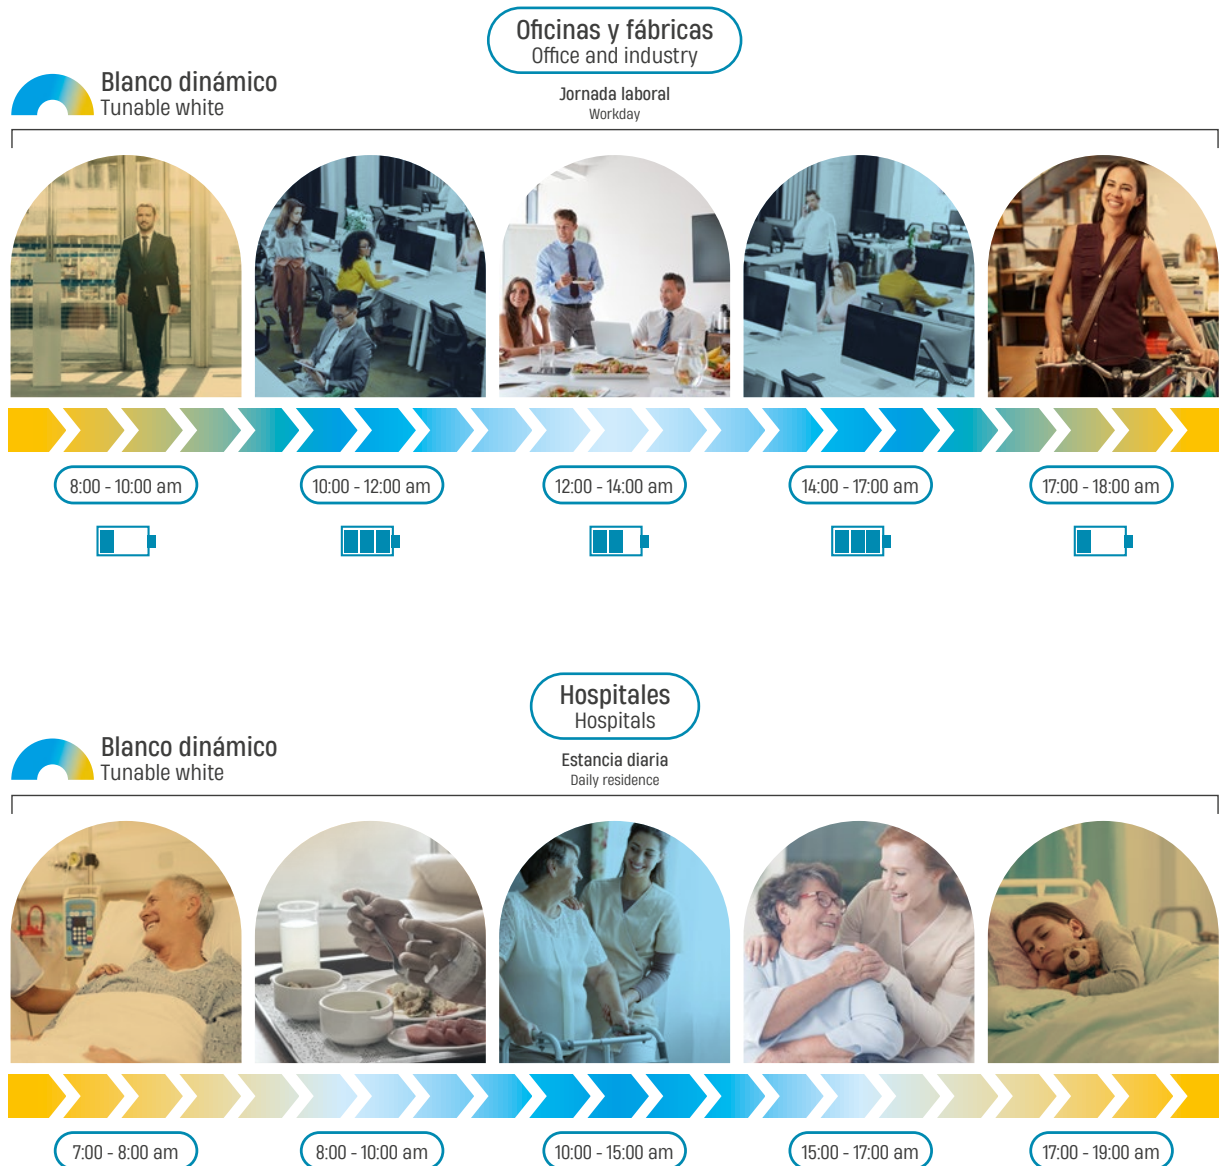 Oficinas y fábricas
Office and industry
Blanco dinámico
Tunable white
Jornada laboral
Workday
8:00 - 10:00 am
10:00 - 12:00 am
12:00 - 14:00 am
14:00 - 17:00 am
17:00 - 18:00 am
Hospitales
Hospitals
Blanco dinámico
Tunable white
Estancia diaria
Daily residence
7:00 - 8:00 am
8:00 - 10:00 am
10:00 - 15:00 am
15:00 - 17:00 am
17:00 - 19:00 am